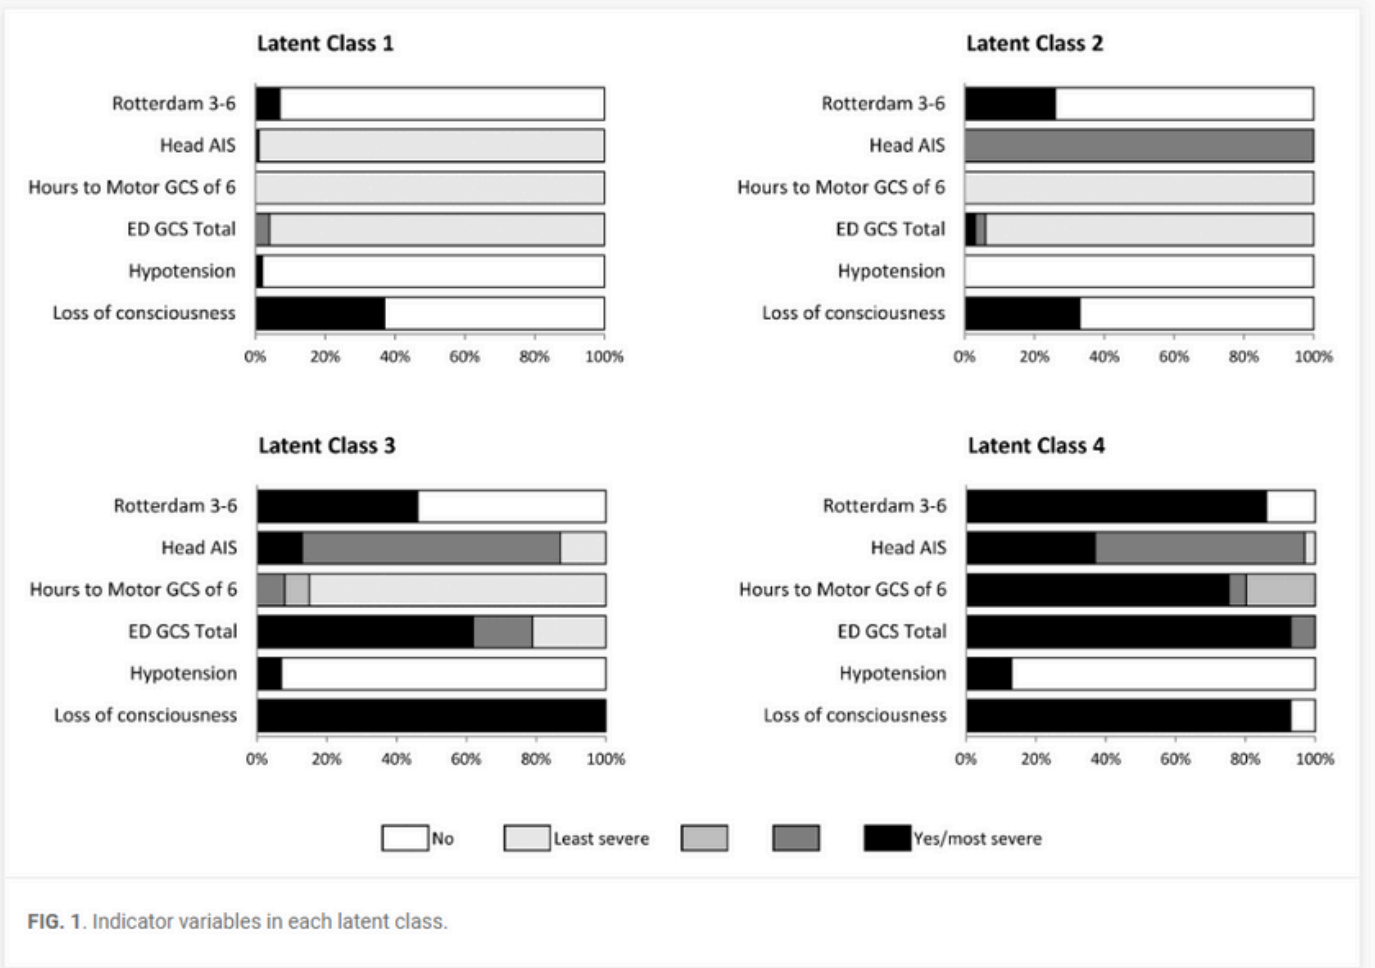 Latent Class 1
Rotterdam 3-6
Head AIS
Hours to Motor GCS of 6
ED GCS Total
Hypotension
Loss of consciousness
0% 20% 40% 60% 80% 100%
Latent Class 2
Rotterdam 3-6
Head AIS
Hours to Motor GCS of 6
ED GCS Total
Hypotension
Loss of consciousness
0% 20% 40% 60% 80% 100%
Latent Class 3
Rotterdam 3-6
Head AIS
Hours to Motor GCS of 6
ED GCS Total
Hypotension
Loss of consciousness
0% 20% 40% 60% 80% 100%
Latent Class 4
Rotterdam 3-6
Head AIS
Hours to Motor GCS of 6
ED GCS Total
Hypotension
Loss of consciousness
0% 20% 40% 60% 80% 100%
No Least severe Yes/most severe
FIG. 1. Indicator variables in each latent class.